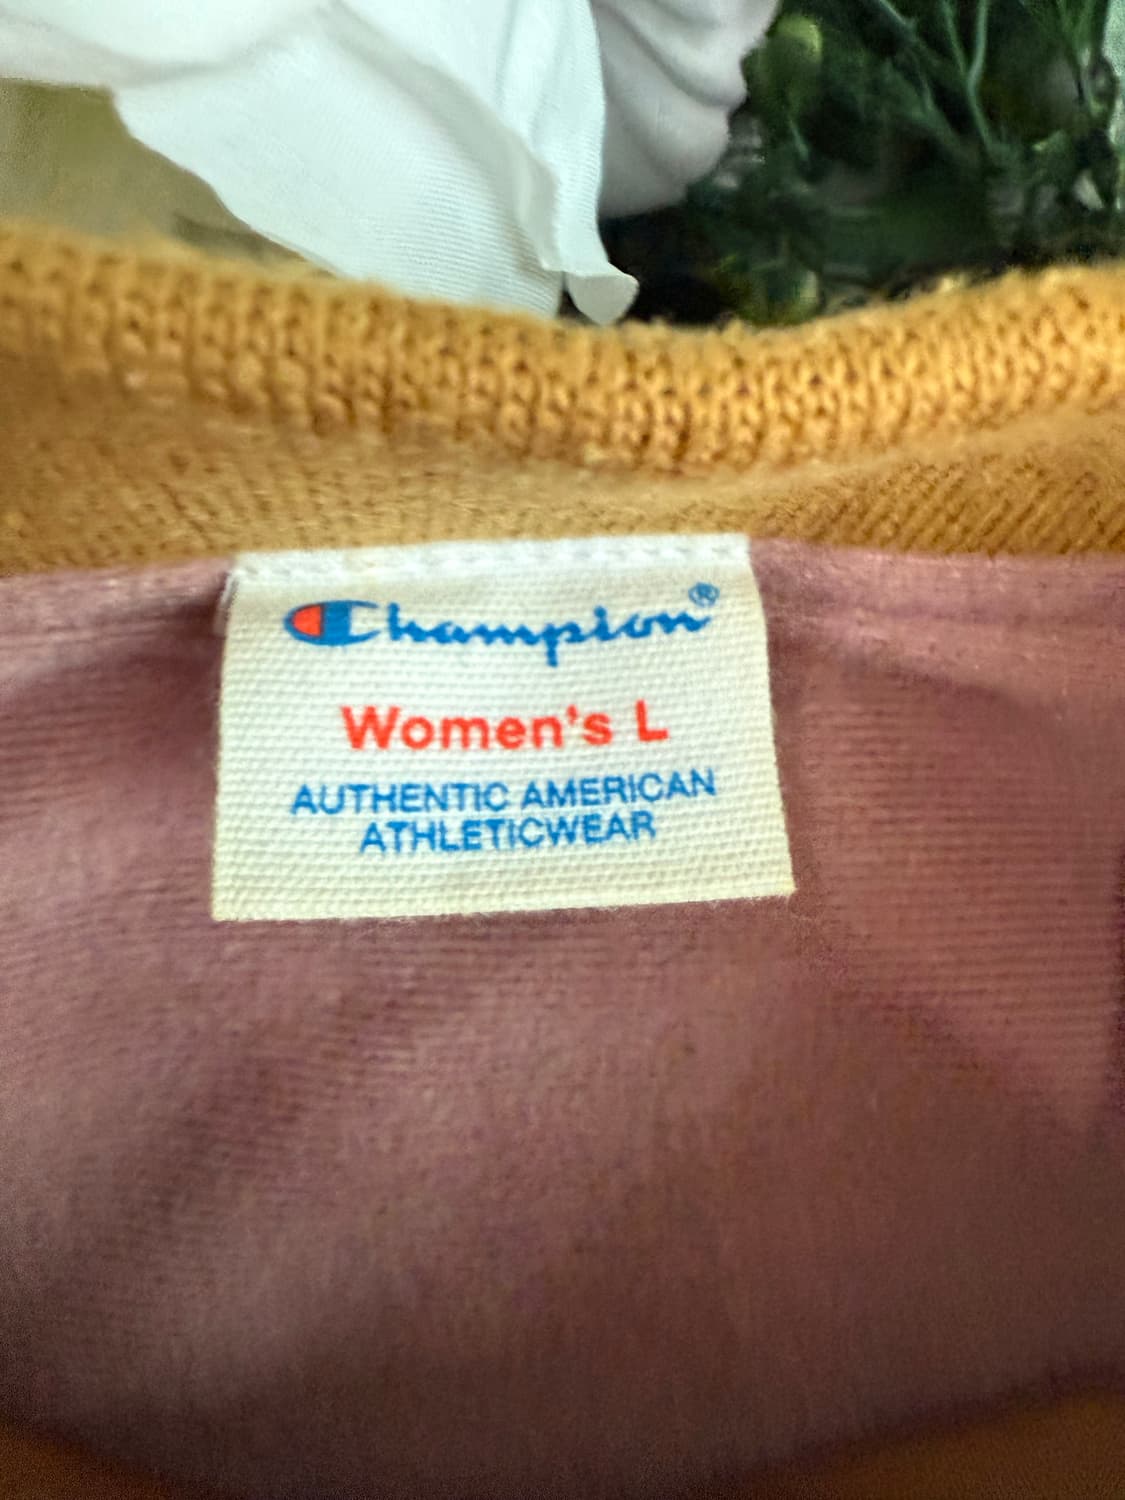 Champion®
Women's L
AUTHENTIC AMERICAN
ATHLETICWEAR